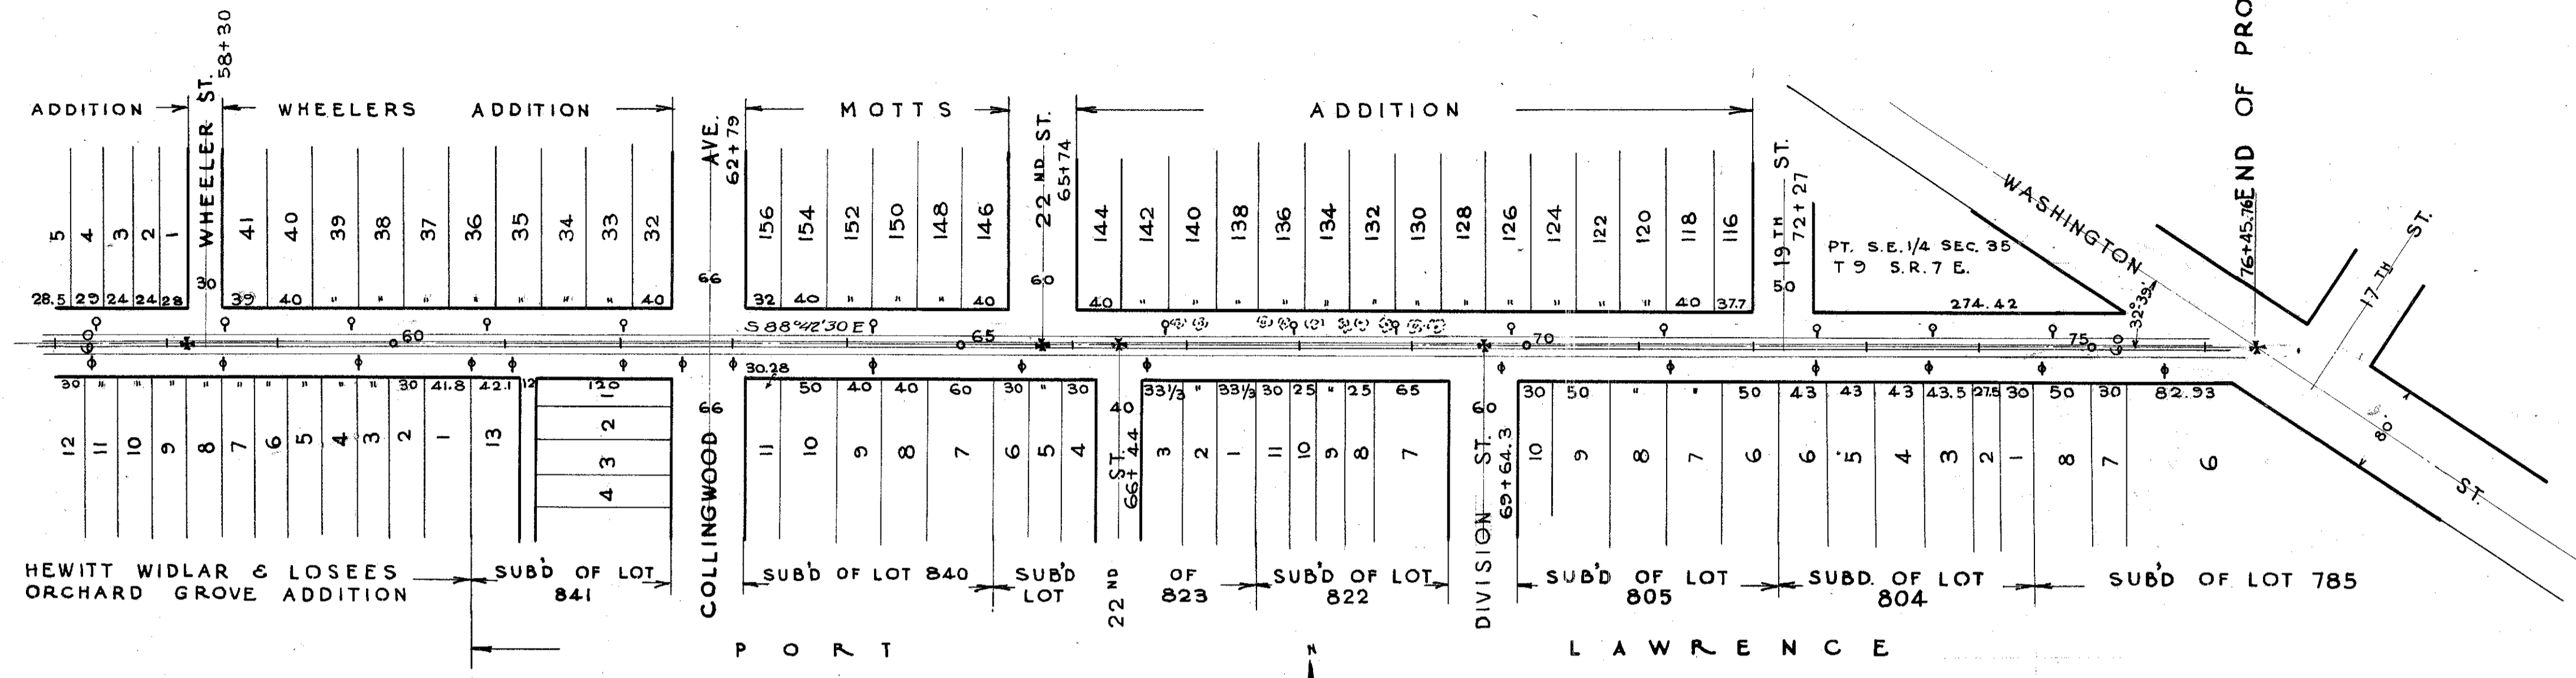 ADDITION
WHEELER ST.
58+30
WHEELERS ADDITION
COLLINGWOOD AVE.
62+79
MOTTS
22 ND ST.
65+74
ADDITION
19 TH ST.
72+27
WASHINGTON ST.
76+45.76 END OF PRO
17 TH ST.
5 4 3 2 1
41 40 39 38 37 36 35 34 33 32
156 154 152 150 148 146
144 142 140 138 136 134 132 130 128 126 124 122 120 118 116
PT. S.E. 1/4 SEC. 35
T 9 S. R. 7 E.
28.5 29 24 24 28
30
39 40 " " " " " " " 40
66
32 40 " " " 40
60
40 " " " " " " " " " " " " 40 37.7
50
274.42
32°39'
S 88°42'30 E
60 60 65 70 75 60
30.28
30 " " " " " " " " 30 41.8 42.1 12 120
66
50 40 40 60 30 " 30
40
33 1/3 " 33 1/3 30 25 " 25 65
60
30 50 " " 50 43 43 43 43.5 27.5 30 50 30 82.93
80'
12 11 10 9 8 7 6 5 4 3 2 1 13
1
2
3
4
11 10 9 8 7 6 5 4
66+44
3 2 1 11 10 9 8 7
69+64.3
10 9 8 7 6 6 5 4 3 2 1 8 7 6
HEWITT WIDLAR & LOSEES
ORCHARD GROVE ADDITION
SUB'D OF LOT
841
SUB'D OF LOT 840
SUB'D OF
LOT 823
22 ND ST.
SUB'D OF LOT
822
DIVISION ST.
SUB'D OF LOT
805
SUBD. OF LOT
804
SUB'D OF LOT 785
PORT LAWRENCE
N